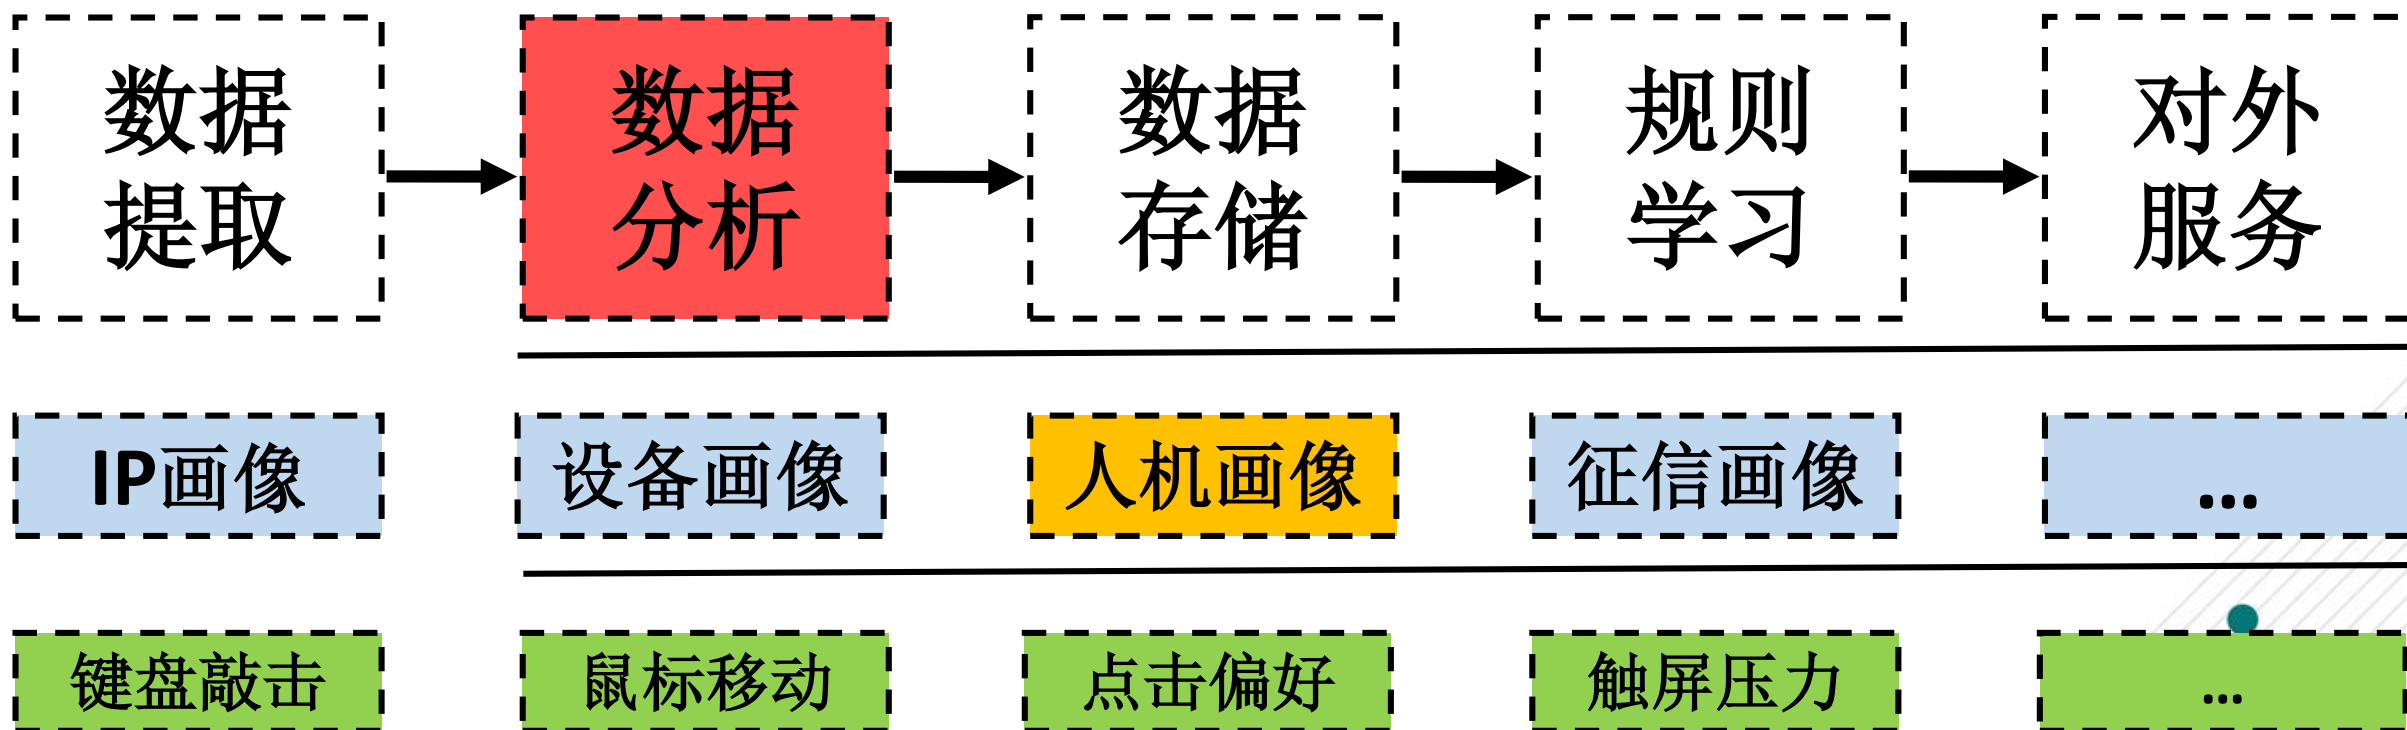 数据
提取
数据
分析
数据
存储
规则
学习
对外
服务
IP画像
设备画像
人机画像
征信画像
...
键盘敲击
鼠标移动
点击偏好
触屏压力
...